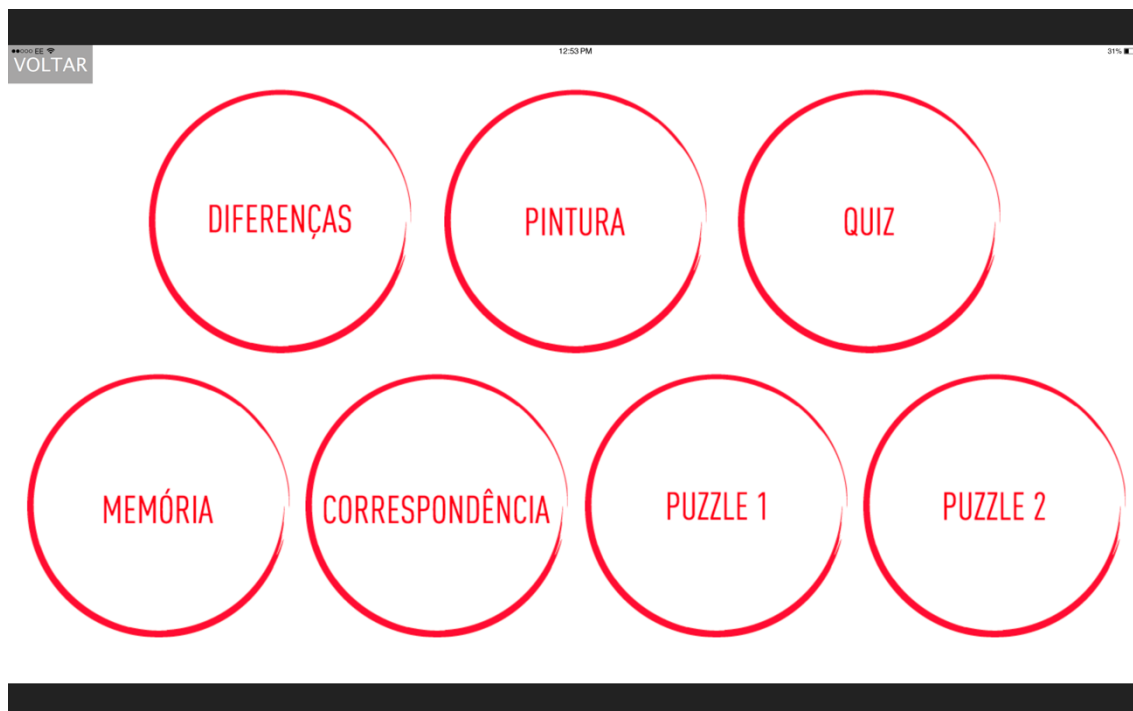 EE 12:53 PM 31%
VOLTAR
DIFERENÇAS PINTURA QUIZ
MEMÓRIA CORRESPONDÊNCIA PUZZLE 1 PUZZLE 2